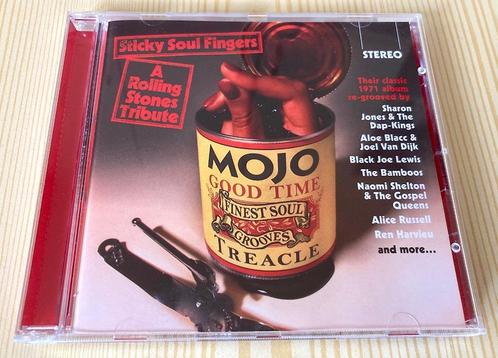 Sticky Soul Fingers
A
Rolling
Stones
Tribute
STEREO
Their classic
1971 album
re-grooved by
Sharon
Jones & The
Dap-Kings
Aloe Blacc &
Joel Van Dijk
Black Joe Lewis
The Bamboos
Naomi Shelton
& The Gospel
Queens
Alice Russell
Ren Harvieu
and more...
MOJO
GOOD TIME
FINEST SOUL
GROOVES
TREACLE